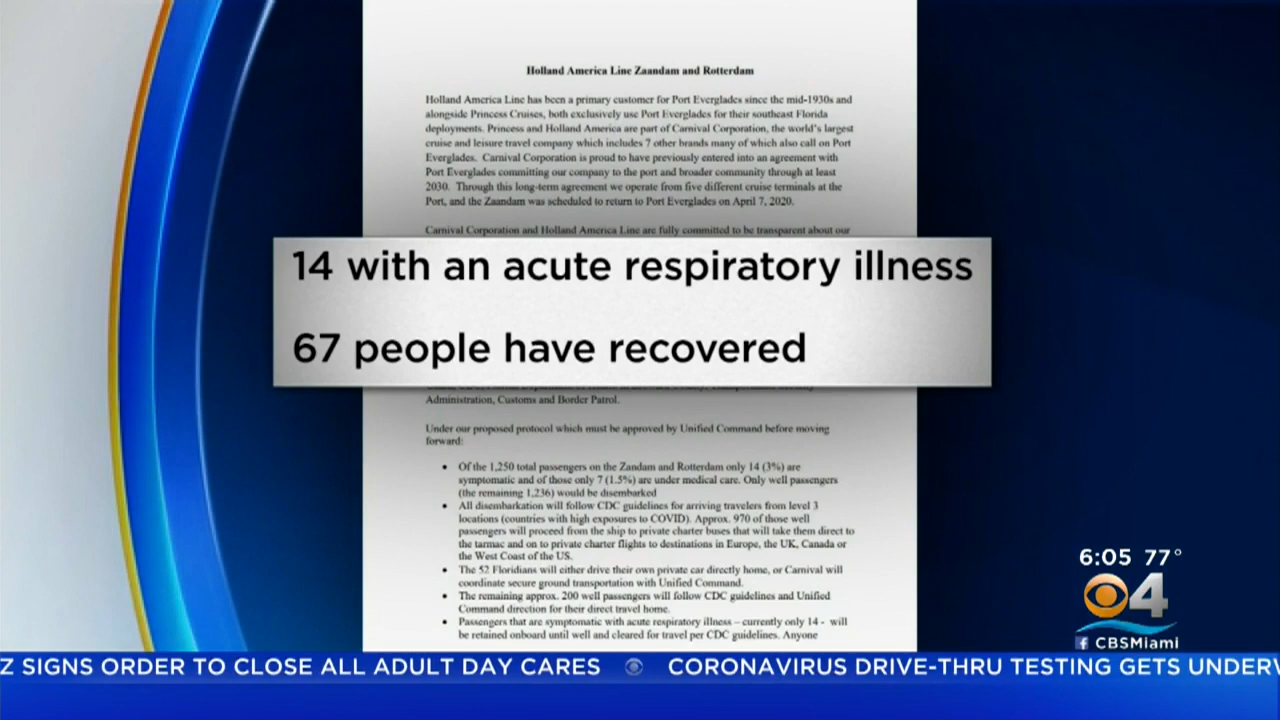 Holland America Line Zaandam and Rotterdam
Holland America Line has been a primary customer for Port Everglades since the mid-1930s and
alongside Princess Cruises, both exclusively use Port Everglades for their southeast Florida
deployments. Princess and Holland America are part of Carnival Corporation, the world's largest
cruise and leisure travel company which includes 7 other brands many of which also call on Port
Everglades. Carnival Corporation is proud to have previously entered into an agreement with
Port Everglades committing our company to the port and broader community through at least
2030. Through this long-term agreement we operate from five different cruise terminals at the
Port, and the Zaandam was scheduled to return to Port Everglades on April 7, 2020.
Carnival Corporation and Holland America Line are fully committed to be transparent about our
14 with an acute respiratory illness
67 people have recovered
Administration, Customs and Border Patrol.
Under our proposed protocol which must be approved by Unified Command before moving
forward:
• Of the 1,250 total passengers on the Zandam and Rotterdam only 14 (3%) are
symptomatic and of those only 7 (1.5%) are under medical care. Only well passengers
(the remaining 1,236) would be disembarked
• All disembarkation will follow CDC guidelines for arriving travelers from level 3
locations (countries with high exposures to COVID). Approx. 970 of those well
passengers will proceed from the ship to private charter buses that will take them direct to
the tarmac and on to private charter flights to destinations in Europe, the UK, Canada or
the West Coast of the US.
• The 52 Floridians will either drive their own private car directly home, or Carnival will
coordinate secure ground transportation with Unified Command.
• The remaining approx. 200 well passengers will follow CDC guidelines and Unified
Command direction for their direct travel home.
• Passengers that are symptomatic with acute respiratory illness – currently only 14 - will
be retained onboard until well and cleared for travel per CDC guidelines. Anyone
6:05 77°
4
CBSMiami
Z SIGNS ORDER TO CLOSE ALL ADULT DAY CARES CORONAVIRUS DRIVE-THRU TESTING GETS UNDERW